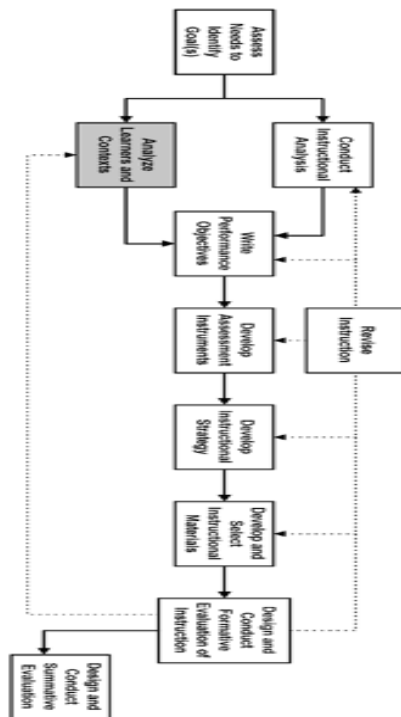 Assess
Needs to
Identify
Goal(s)
Conduct
Instructional
Analysis
Analyze
Learners and
Contexts
Write
Performance
Objectives
Revise
Instruction
Develop
Assessment
Instruments
Develop
Instructional
Strategy
Develop and
Select
Instructional
Materials
Design and
Conduct
Formative
Evaluation of
Instruction
Design and
Conduct
Summative
Evaluation